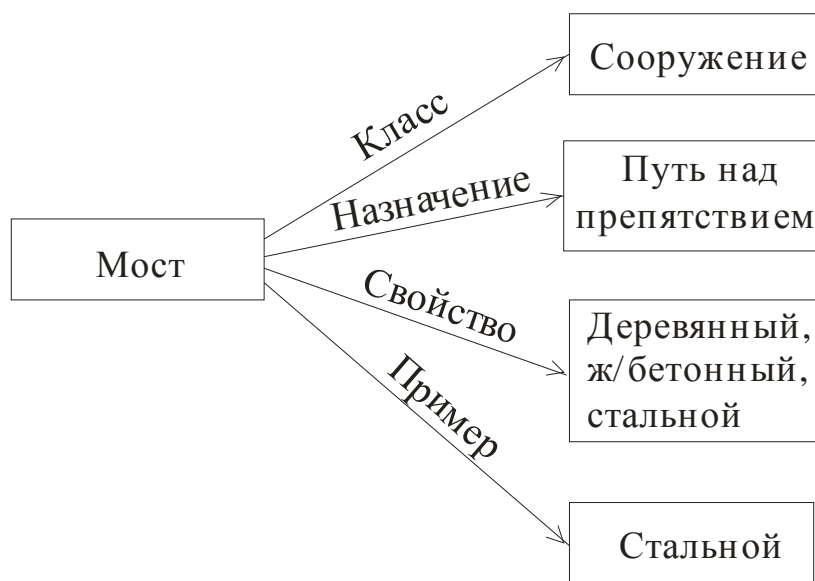 Сооружение
Класс
Путь над
препятствием
Назначение
Мост
Свойство
Деревянный,
ж/бетонный,
стальной
Пример
Стальной